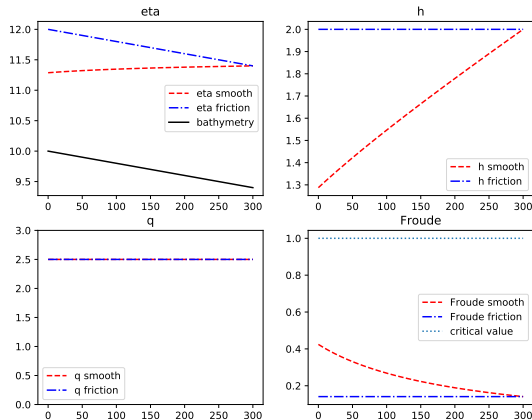 eta
12.0
11.5
11.0
10.5
10.0
9.5
eta smooth
eta friction
bathymetry
0 50 100 150 200 250 300
h
2.0
1.9
1.8
1.7
1.6
1.5
1.4
1.3
h smooth
h friction
0 50 100 150 200 250 300
q
3.0
2.5
2.0
1.5
1.0
0.5
0.0
q smooth
q friction
0 50 100 150 200 250 300
Froude
1.0
0.8
0.6
0.4
0.2
Froude smooth
Froude friction
critical value
0 50 100 150 200 250 300